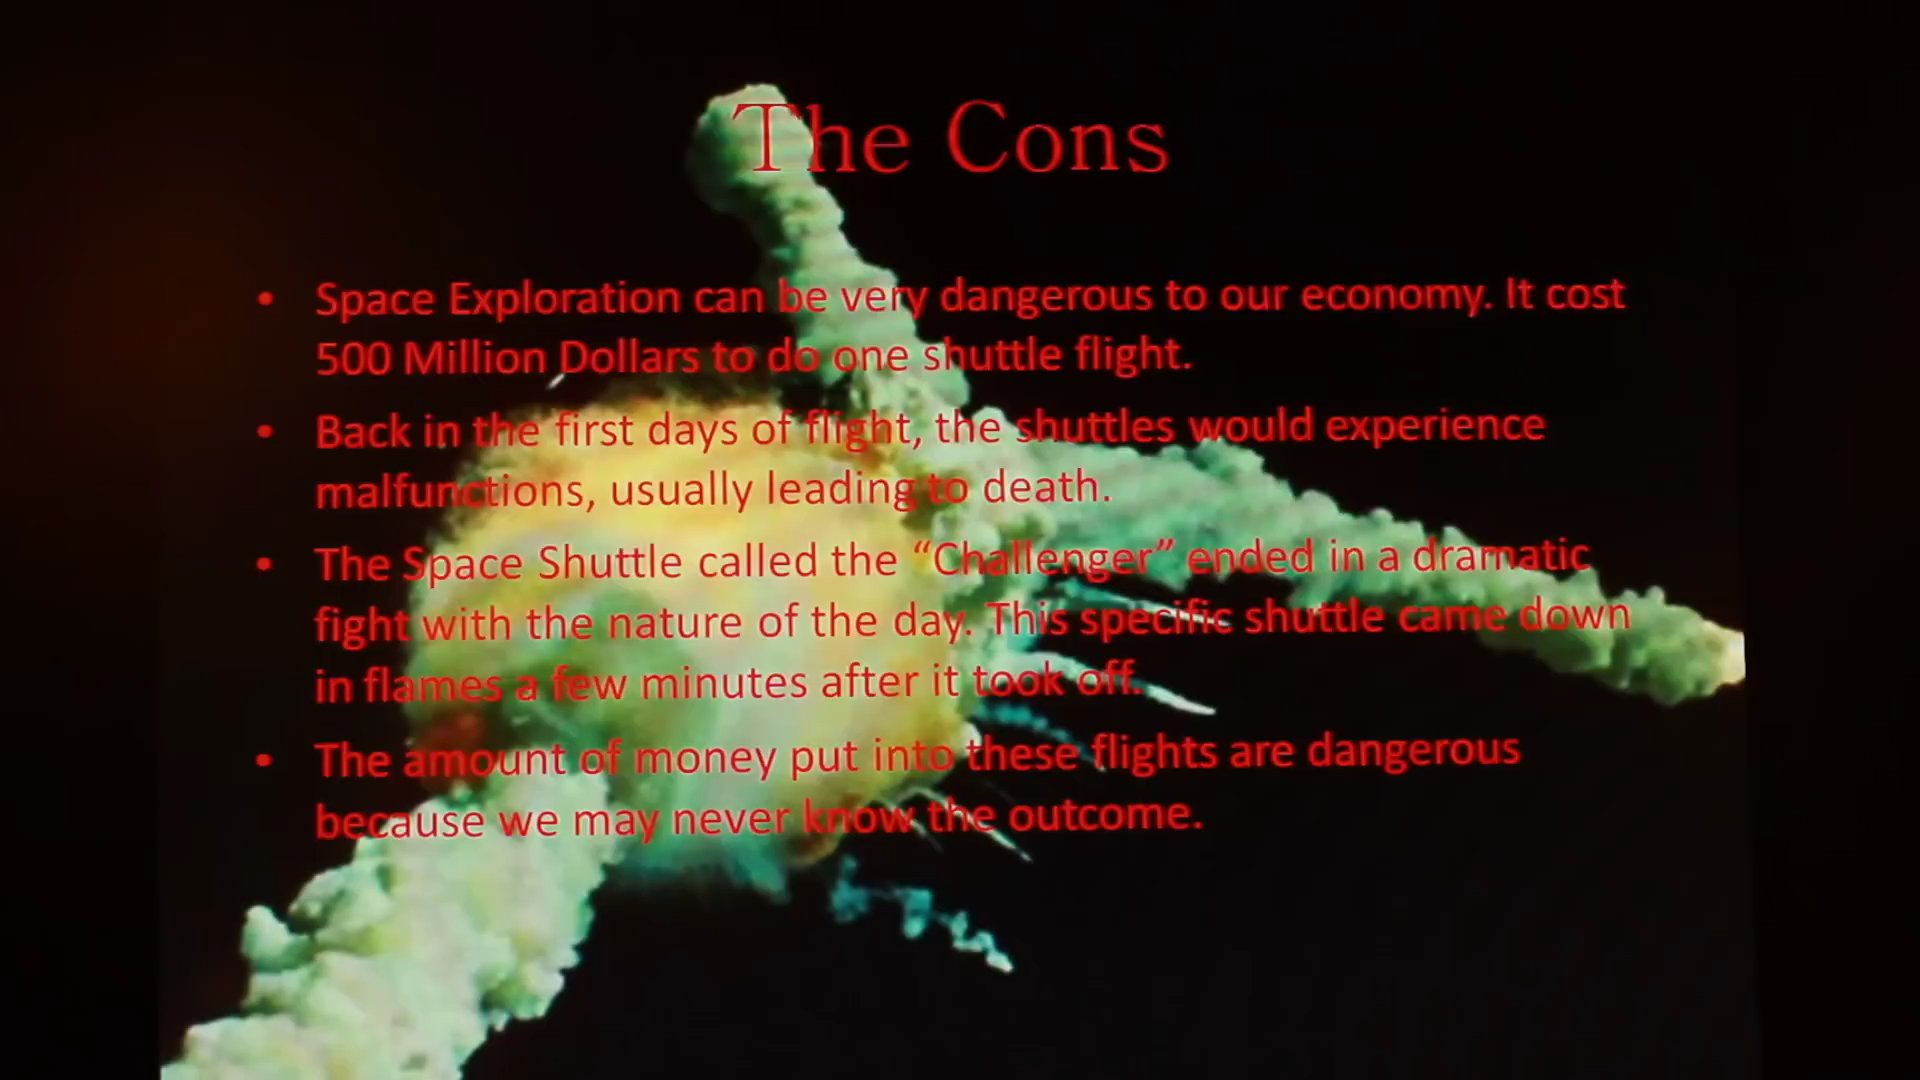 The Cons
• Space Exploration can be very dangerous to our economy. It cost
500 Million Dollars to do one shuttle flight.
• Back in the first days of flight, the shuttles would experience
malfunctions, usually leading to death.
• The Space Shuttle called the “Challenger” ended in a dramatic
fight with the nature of the day. This specific shuttle came down
in flames a few minutes after it took off.
• The amount of money put into these flights are dangerous
because we may never know the outcome.